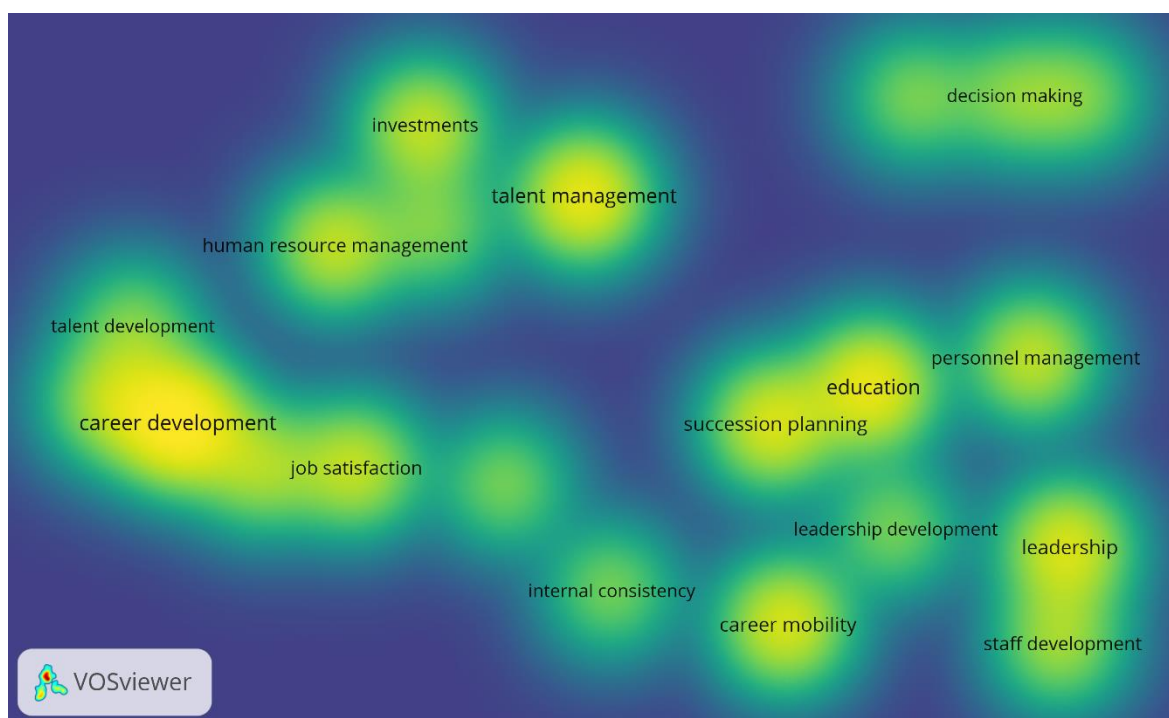 decision making
investments
talent management
human resource management
talent development
personnel management
education
career development
succession planning
job satisfaction
leadership development
leadership
internal consistency
career mobility
staff development
VOSviewer